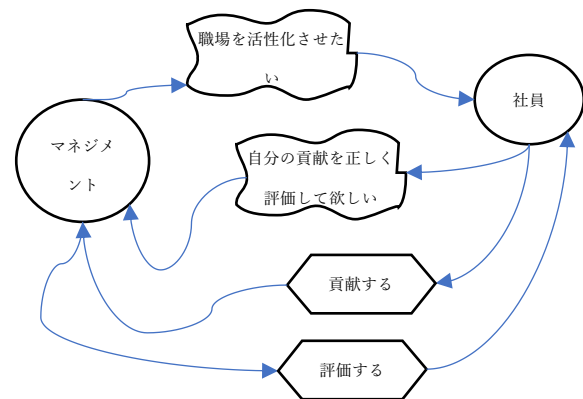 職場を活性化させた
い
社員
マネジメ
ント
自分の貢献を正しく
評価して欲しい
貢献する
評価する